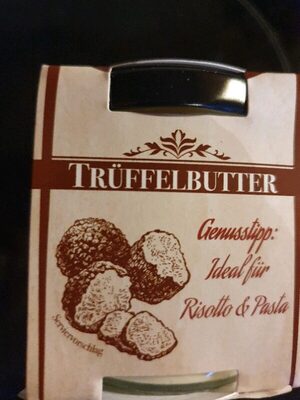 TRÜFFELBUTTER
Genusstipp:
Ideal für
Risotto & Pasta
Serviervorschlag